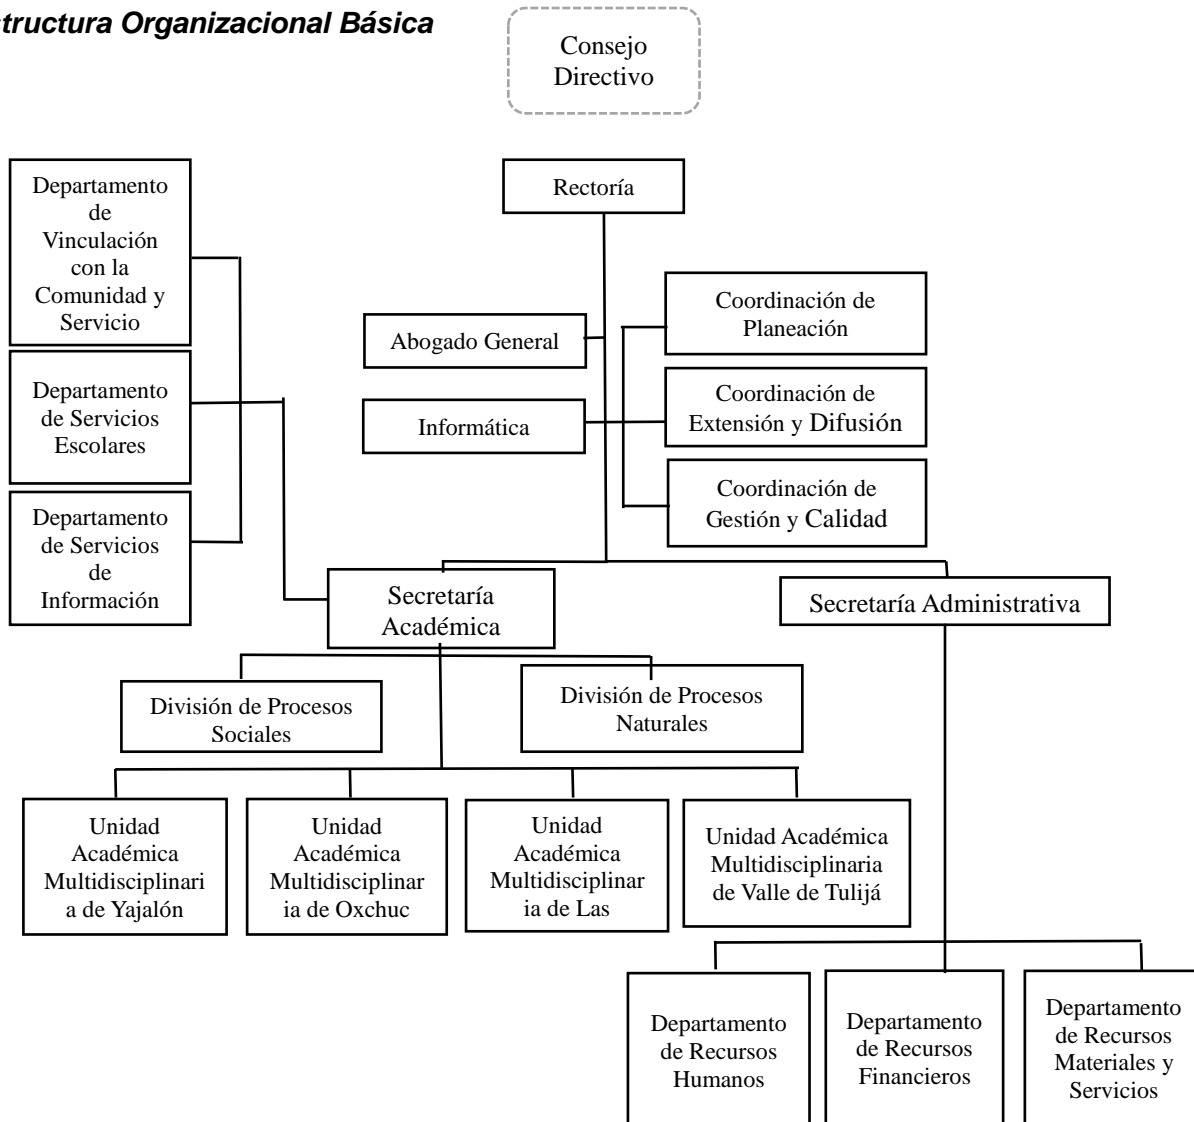 tructura Organizacional Básica
Consejo
Directivo
Departamento
de
Vinculación
con la
Comunidad y
Servicio
Rectoría
Coordinación de
Planeación
Abogado General
Departamento
de Servicios
Escolares
Coordinación de
Extensión y Difusión
Informática
Coordinación de
Gestión y Calidad
Departamento
de Servicios
de
Información
Secretaría
Académica
Secretaría Administrativa
División de Procesos
Sociales
División de Procesos
Naturales
Unidad
Académica
Multidisciplinari
a de Yajalón
Unidad
Académica
Multidisciplinar
ia de Oxchuc
Unidad
Académica
Multidisciplinar
ia de Las
Unidad Académica
Multidisciplinaria
de Valle de Tulijá
Departamento
de Recursos
Humanos
Departamento
de Recursos
Financieros
Departamento
de Recursos
Materiales y
Servicios